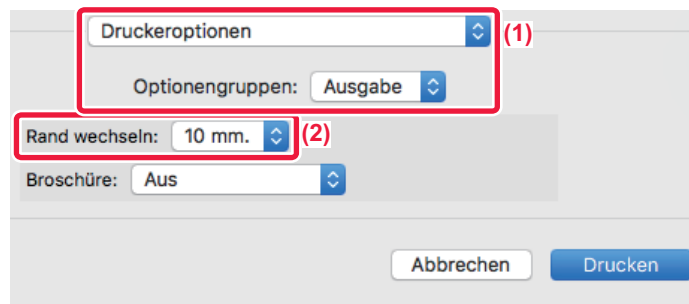 Druckeroptionen (1)
Optionengruppen: Ausgabe
Rand wechseln: 10 mm. (2)
Broschüre: Aus
Abbrechen Drucken